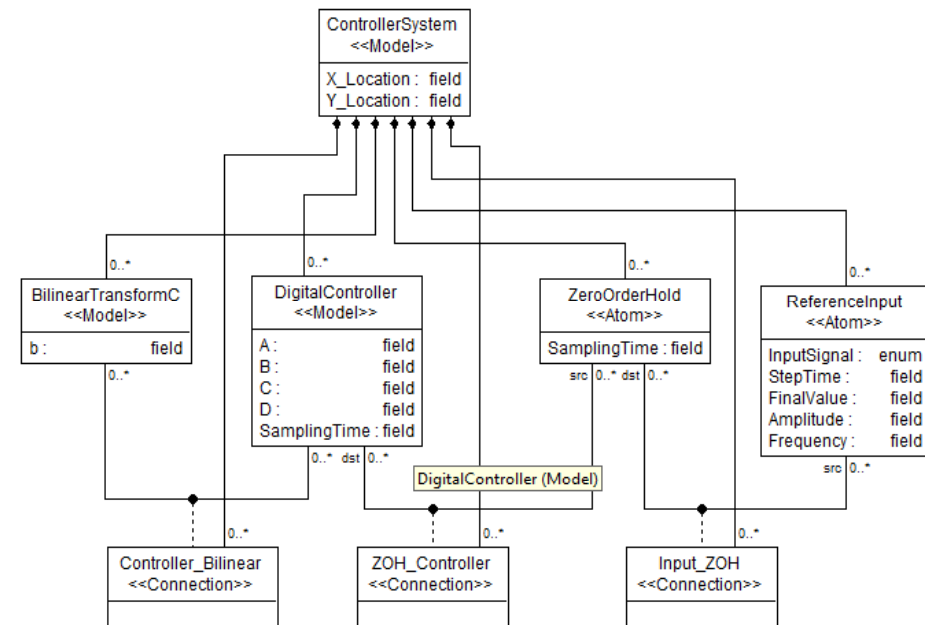 ControllerSystem
<<Model>>
X_Location : field
Y_Location : field
0..*
0..*
0..*
0..*
BilinearTransformC
<<Model>>
b : field
0..*
DigitalController
<<Model>>
A : field
B : field
C : field
D : field
SamplingTime : field
0..* dst 0..*
ZeroOrderHold
<<Atom>>
SamplingTime : field
src 0..* dst 0..*
ReferenceInput
<<Atom>>
InputSignal : enum
StepTime : field
FinalValue : field
Amplitude : field
Frequency : field
src 0..*
DigitalController (Model)
0..*
0..*
0..*
Controller_Bilinear
<<Connection>>
ZOH_Controller
<<Connection>>
Input_ZOH
<<Connection>>